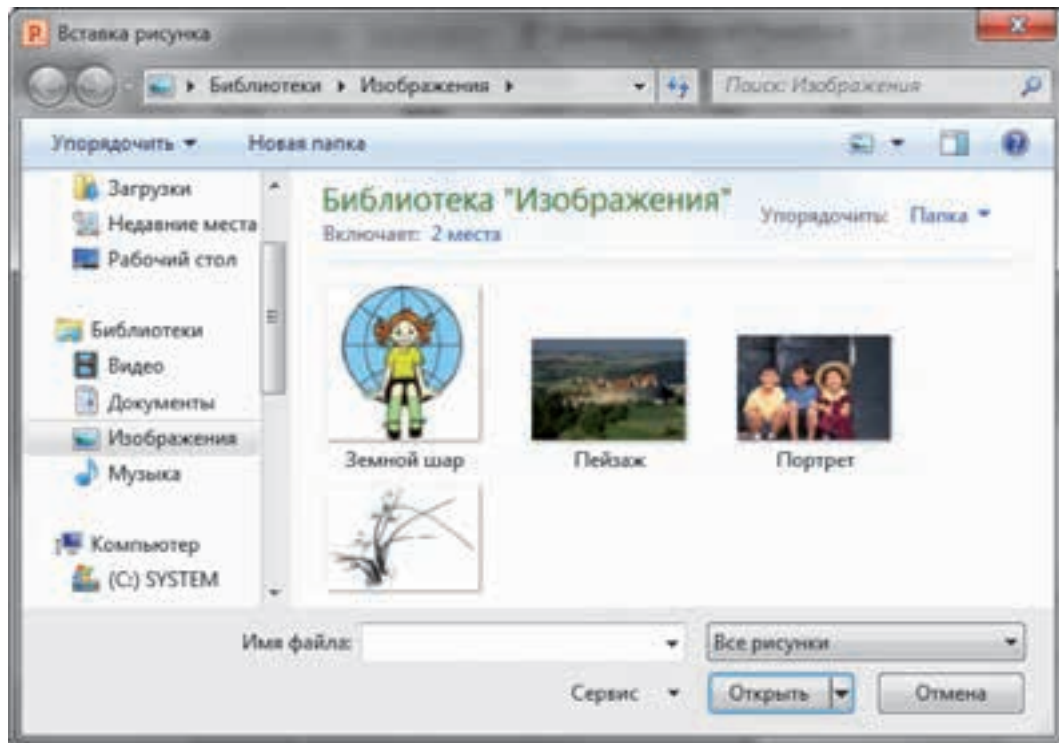 Вставка рисунка
Библиотеки Изображения
Поиск: Изображения
Упорядочить Новая папка
Загрузки
Недавние места
Рабочий стол
Библиотеки
Видео
Документы
Изображения
Музыка
Компьютер
(C:) SYSTEM
Библиотека "Изображения"
Включает: 2 места
Упорядочить: Папка
Земной шар
Пейзаж
Портрет
Имя файла:
Все рисунки
Сервис
Открыть
Отмена